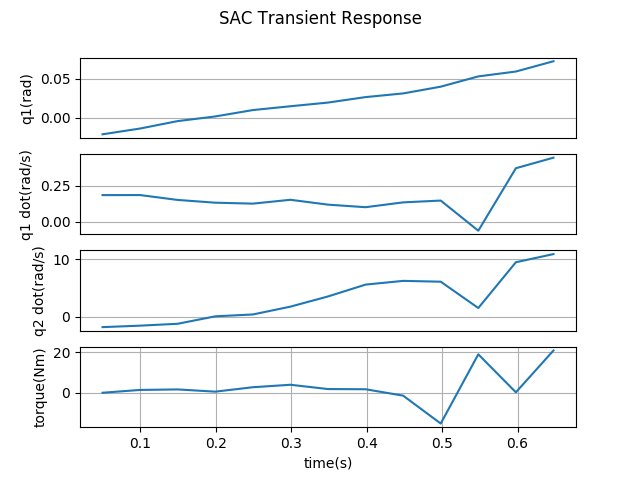 SAC Transient Response
q1(rad)
0.05
0.00
q1 dot(rad/s)
0.25
0.00
q2 dot(rad/s)
10
0
torque(Nm)
20
0
0.1 0.2 0.3 0.4 0.5 0.6
time(s)